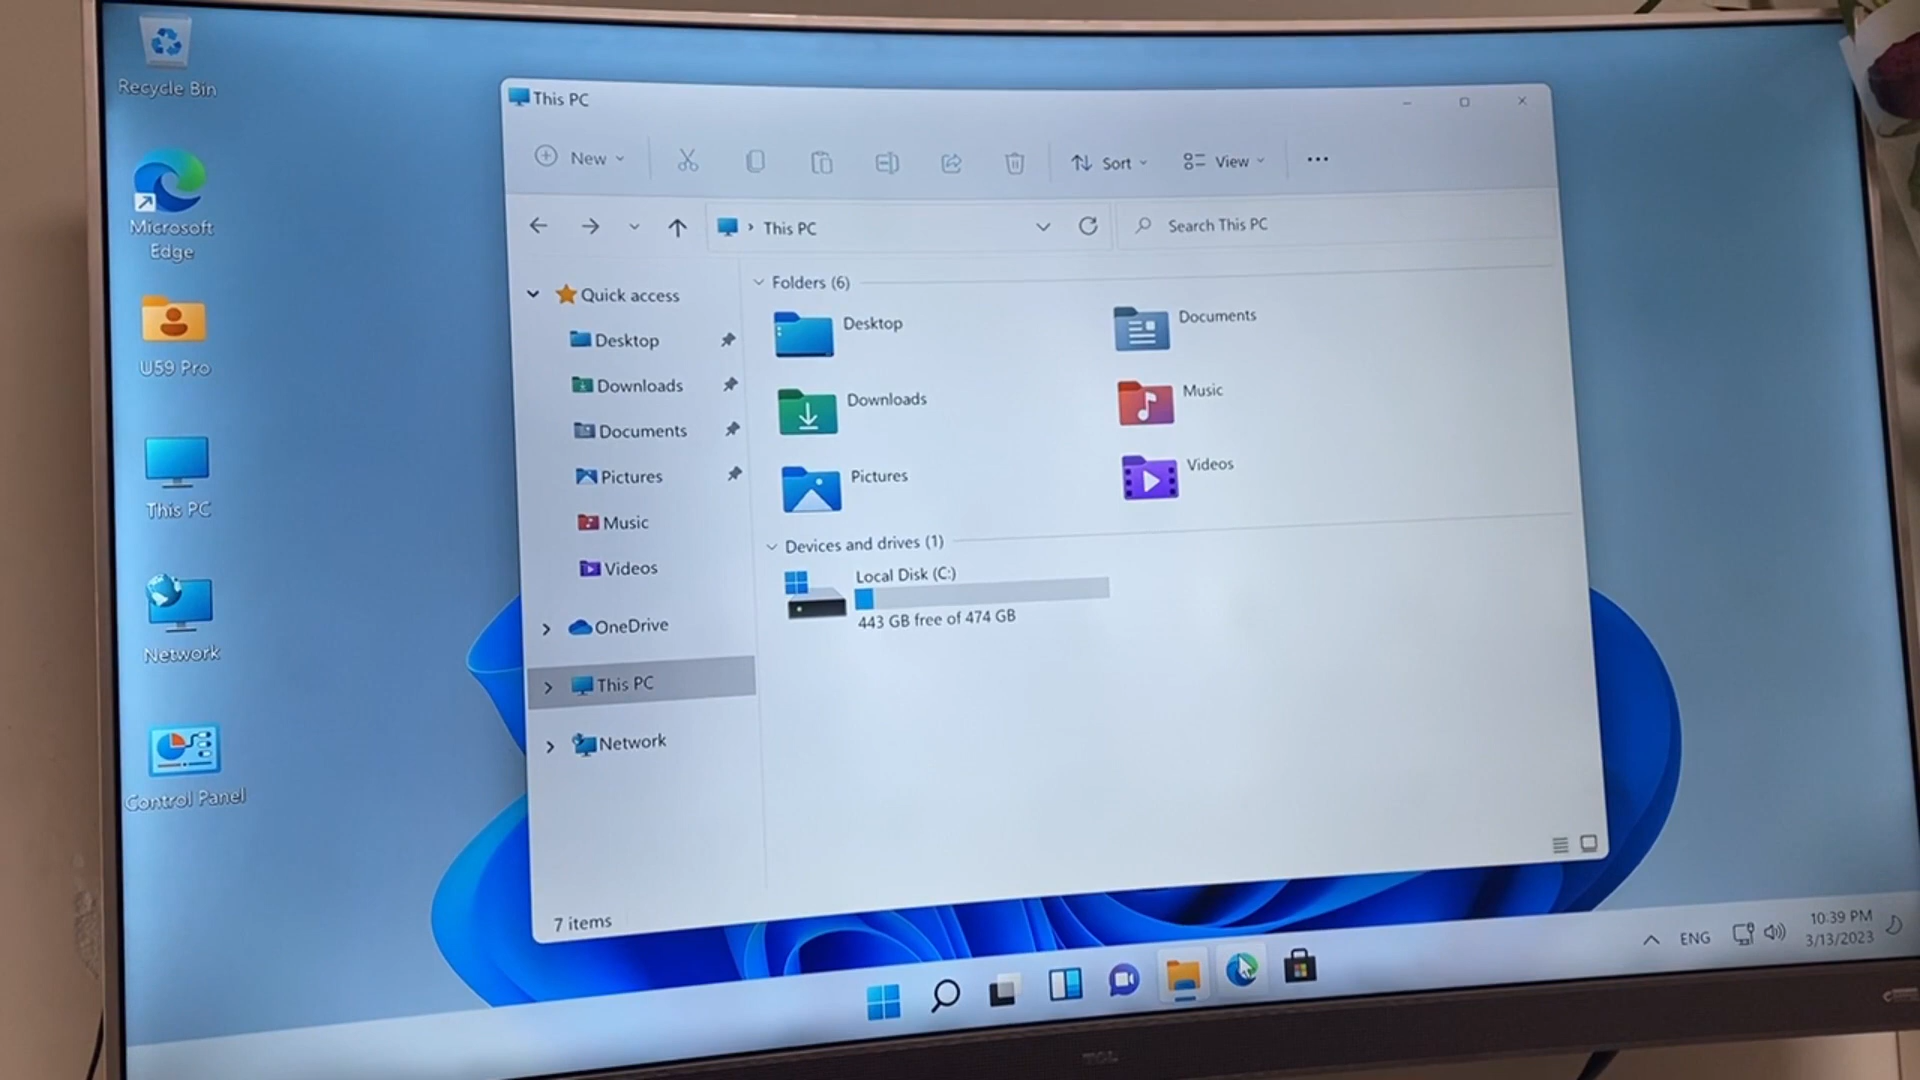 Recycle Bin
Microsoft
Edge
U59 Pro
This PC
Network
Control Panel
This PC
New
Sort
View
This PC
Search This PC
Quick access
Desktop
Downloads
Documents
Pictures
Music
Videos
OneDrive
This PC
Network
Folders (6)
Desktop
Documents
Downloads
Music
Pictures
Videos
Devices and drives (1)
Local Disk (C:)
443 GB free of 474 GB
7 items
ENG
10:39 PM
3/13/2023
TCL